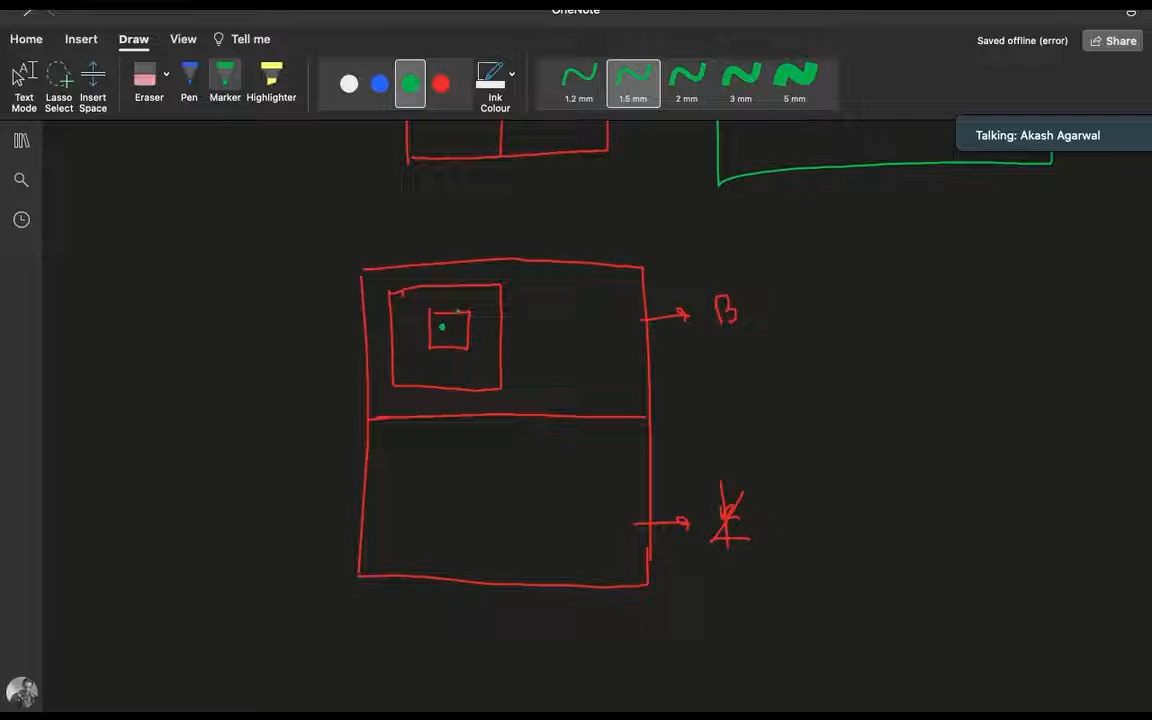 OneNote
Home Insert Draw View Tell me
Saved offline (error)
Share
Text Mode
Lasso Select
Insert Space
Eraser
Pen
Marker
Highlighter
Ink Colour
1.2 mm
1.5 mm
2 mm
3 mm
5 mm
Talking: Akash Agarwal
B